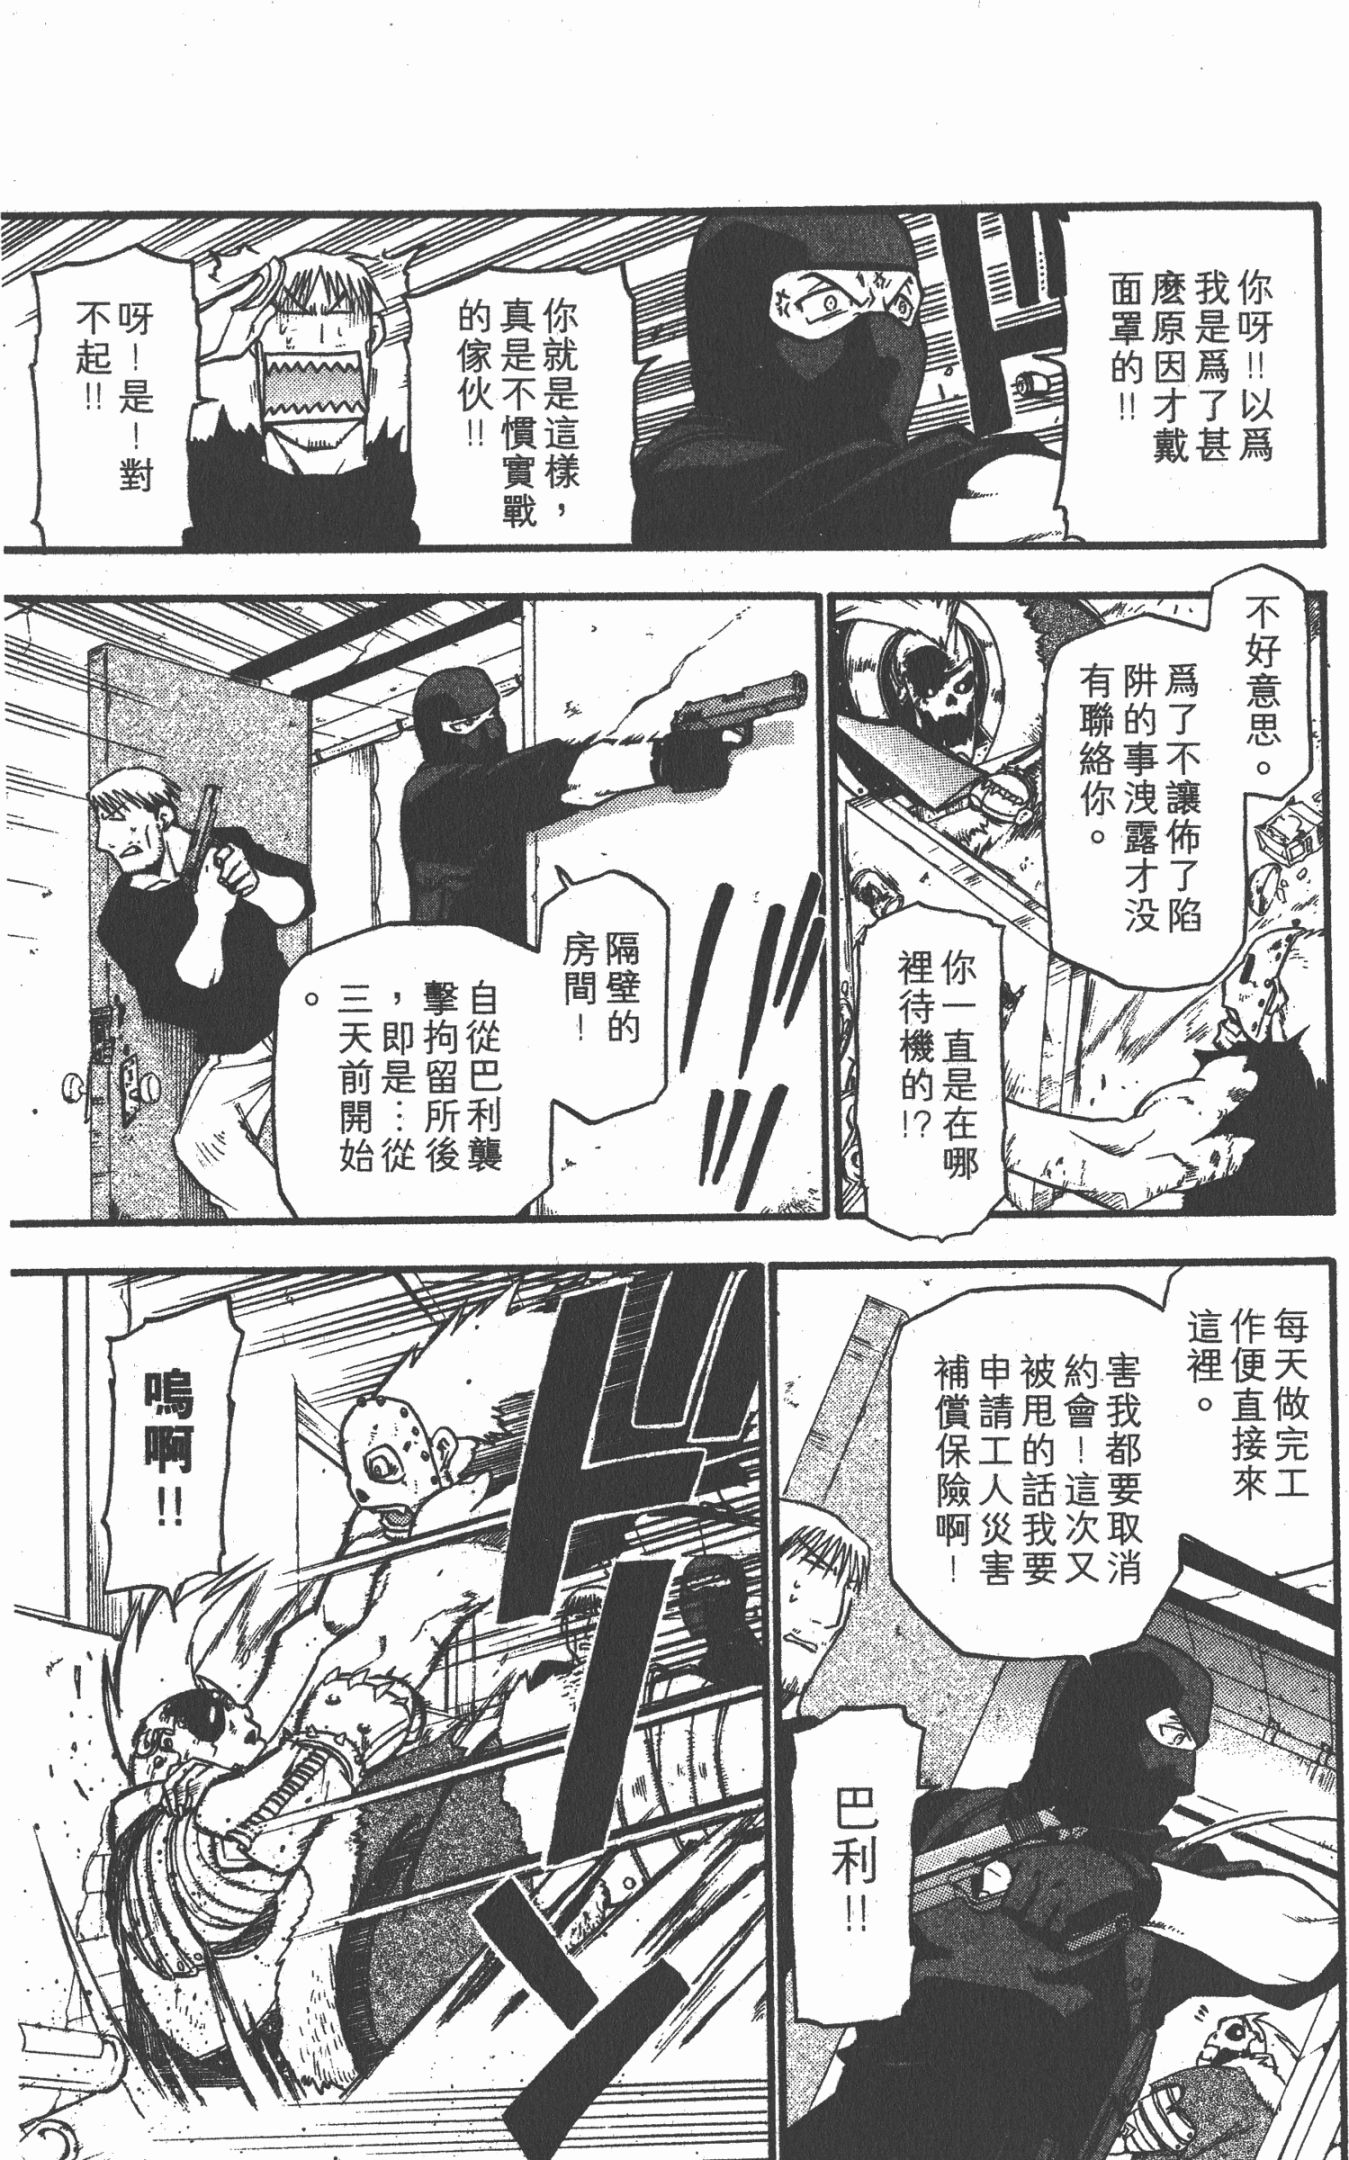 你呀!!以爲
我是爲了甚
麽原因才戴
面罩的!!
你就是這樣，
真是不慣實戰
的傢伙!!
呀!是!對
不起!!
不好意思。
爲了不讓佈了陷
阱的事洩露才没
有聯絡你。
你一直是在哪
裡待機的!?
隔壁的
房間!
自從巴利襲
擊拘留所後
，即是…從
三天前開始
。
每天做完工
作便直接來
這裡。
害我都要取消
約會!這次又
被甩的話我要
申請工人災害
補償保險啊!
巴利!!
嗚啊!!